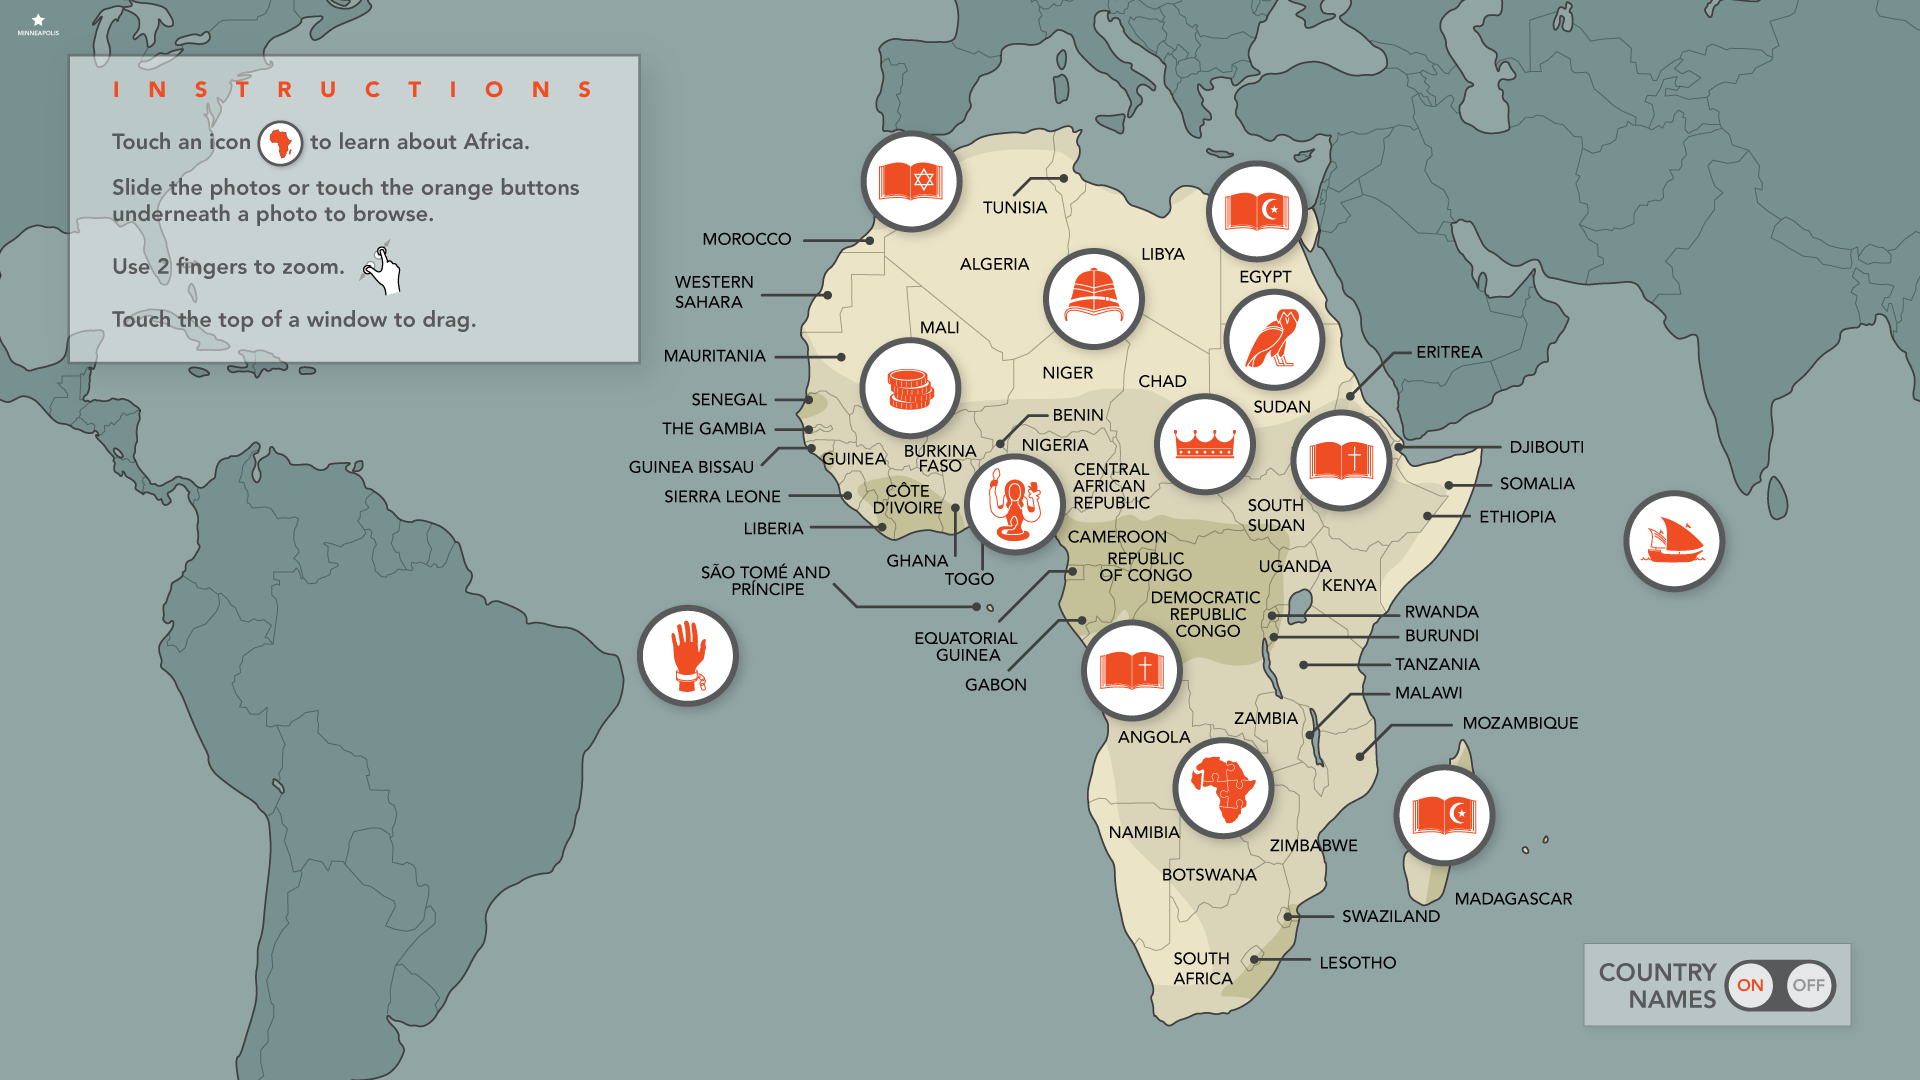 MINNEAPOLIS
INSTRUCTIONS
Touch an icon to learn about Africa.
Slide the photos or touch the orange buttons
underneath a photo to browse.
Use 2 fingers to zoom.
Touch the top of a window to drag.
TUNISIA
MOROCCO
ALGERIA
LIBYA
EGYPT
WESTERN
SAHARA
MALI
MAURITANIA
NIGER
CHAD
ERITREA
SENEGAL
SUDAN
THE GAMBIA
BENIN
GUINEA BISSAU
GUINEA
BURKINA
FASO
NIGERIA
DJIBOUTI
CENTRAL
AFRICAN
REPUBLIC
SIERRA LEONE
CÔTE
D'IVOIRE
SOMALIA
LIBERIA
SOUTH
SUDAN
ETHIOPIA
GHANA
TOGO
CAMEROON
REPUBLIC
OF CONGO
UGANDA
KENYA
SÃO TOMÉ AND
PRÍNCIPE
DEMOCRATIC
REPUBLIC
CONGO
RWANDA
BURUNDI
EQUATORIAL
GUINEA
GABON
TANZANIA
MALAWI
ZAMBIA
MOZAMBIQUE
ANGOLA
NAMIBIA
ZIMBABWE
BOTSWANA
MADAGASCAR
SWAZILAND
SOUTH
AFRICA
LESOTHO
COUNTRY
NAMES
ON
OFF